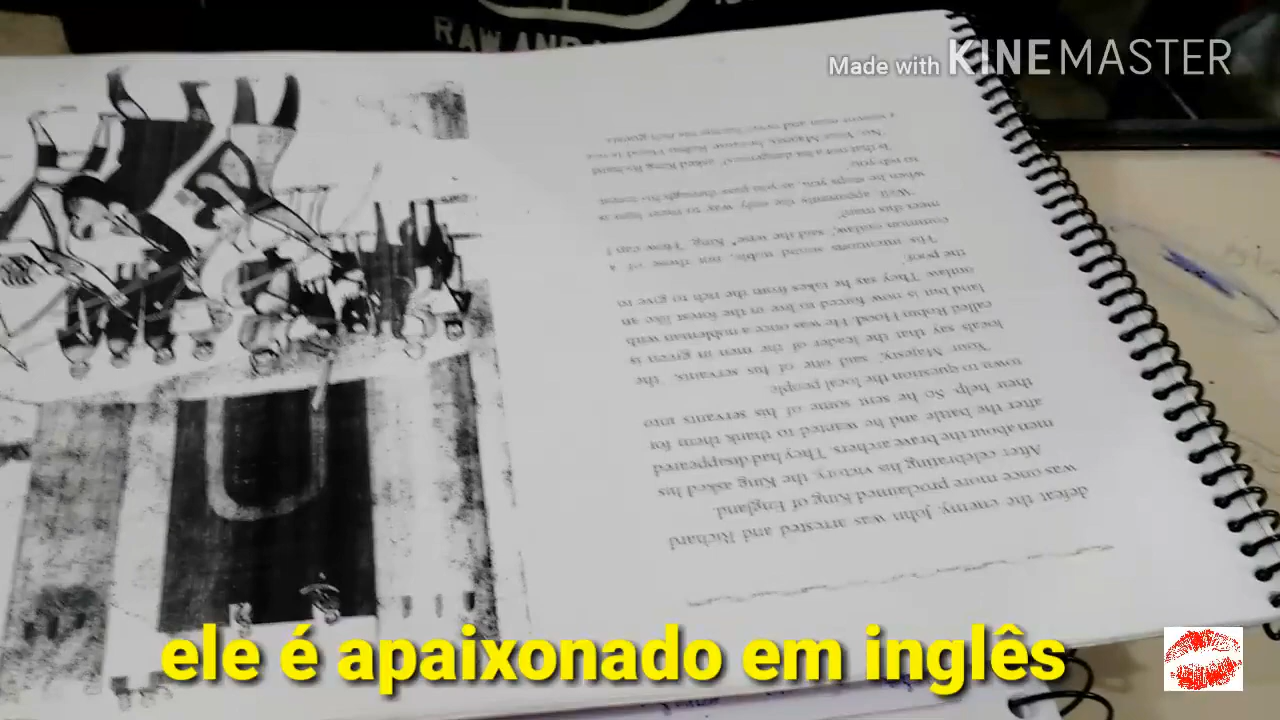 RAW AND
Made with KINEMASTER
defeat the enemy. John was arrested and Richard
was once more proclaimed King of England.
After celebrating his victory, the King asked his
men about the brave archers. They had disappeared
after the battle and he wanted to thank them for
their help. So he sent some of his servants into
town to question the local people.
'Your Majesty,' said one of his servants, 'the
locals say that the leader of the men in green is
called Robin Hood. He was once a nobleman with
land but is now forced to live in the forest like an
outlaw. They say he takes from the rich to give to
the poor.'
'His intentions sound noble, not those of a
common outlaw,' said the wise* King. 'How can I
meet this man?'
'Well, apparently the only way to meet him is
when he stops you, as you pass through his forest
to rob you.'
'Is that not a bit dangerous?' asked King Richard.
'No, Your Majesty, because Robin Hood is not
ele é apaixonado em inglês